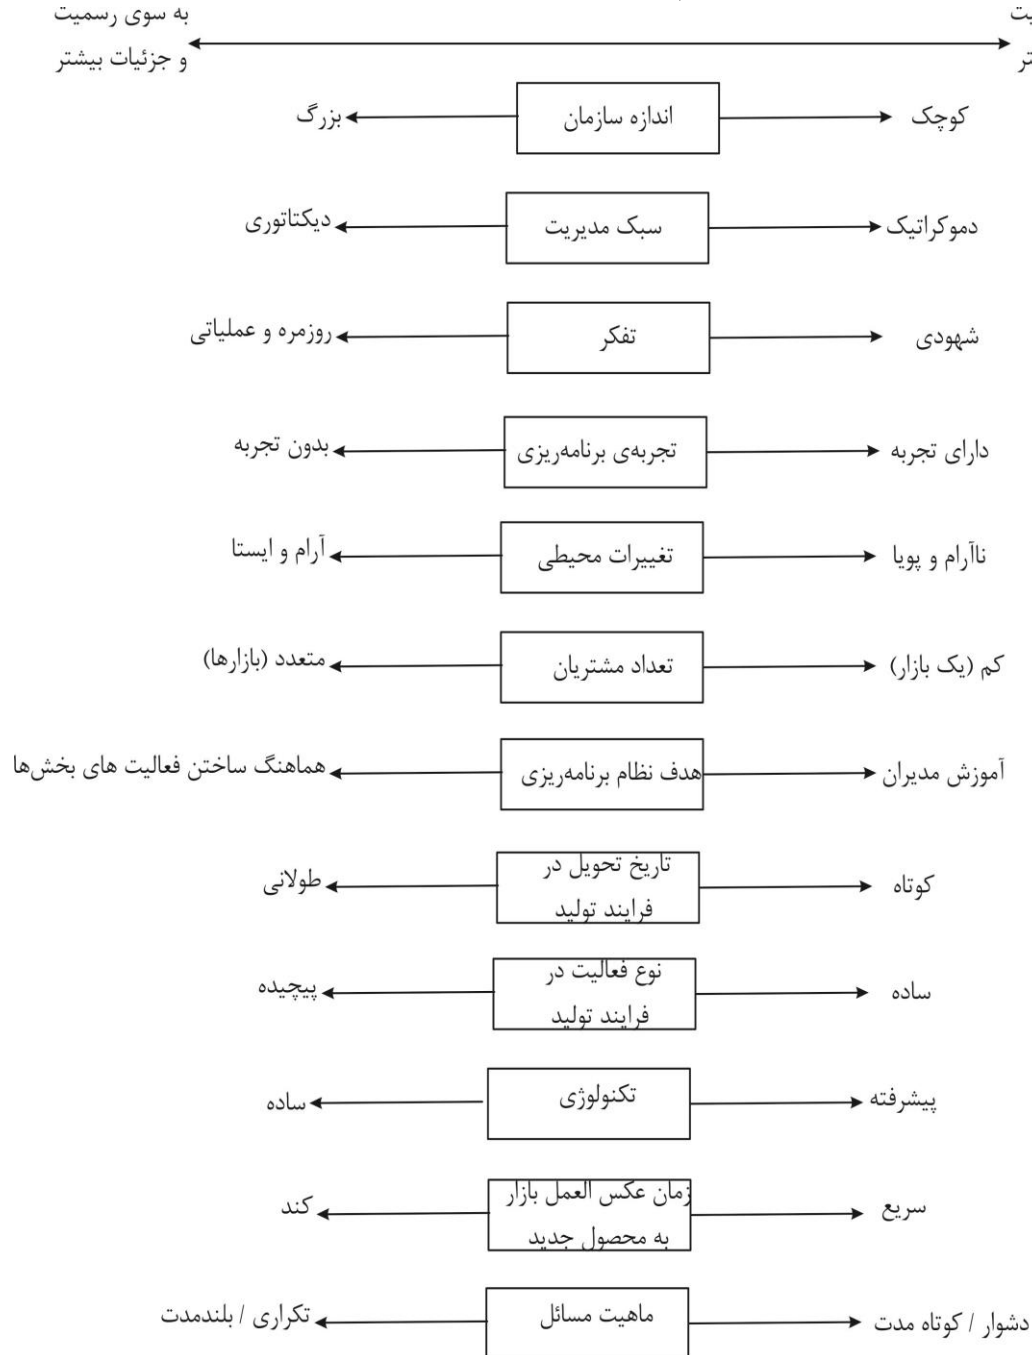 به سوی رسمیت
و جزئیات بیشتر
کوچک اندازه سازمان بزرگ
دموکراتیک سبک مدیریت دیکتاتوری
شهودی تفکر روزمره و عملیاتی
دارای تجربه تجربه‌ی برنامه‌ریزی بدون تجربه
ناآرام و پویا تغییرات محیطی آرام و ایستا
کم (یک بازار) تعداد مشتریان متعدد (بازارها)
آموزش مدیران هدف نظام برنامه‌ریزی هماهنگ ساختن فعالیت های بخش‌ها
کوتاه تاریخ تحویل در طولانی
فرایند تولید
ساده نوع فعالیت در پیچیده
فرایند تولید
پیشرفته تکنولوژی ساده
سریع زمان عکس العمل بازار کند
به محصول جدید
دشوار / کوتاه مدت ماهیت مسائل تکراری / بلندمدت